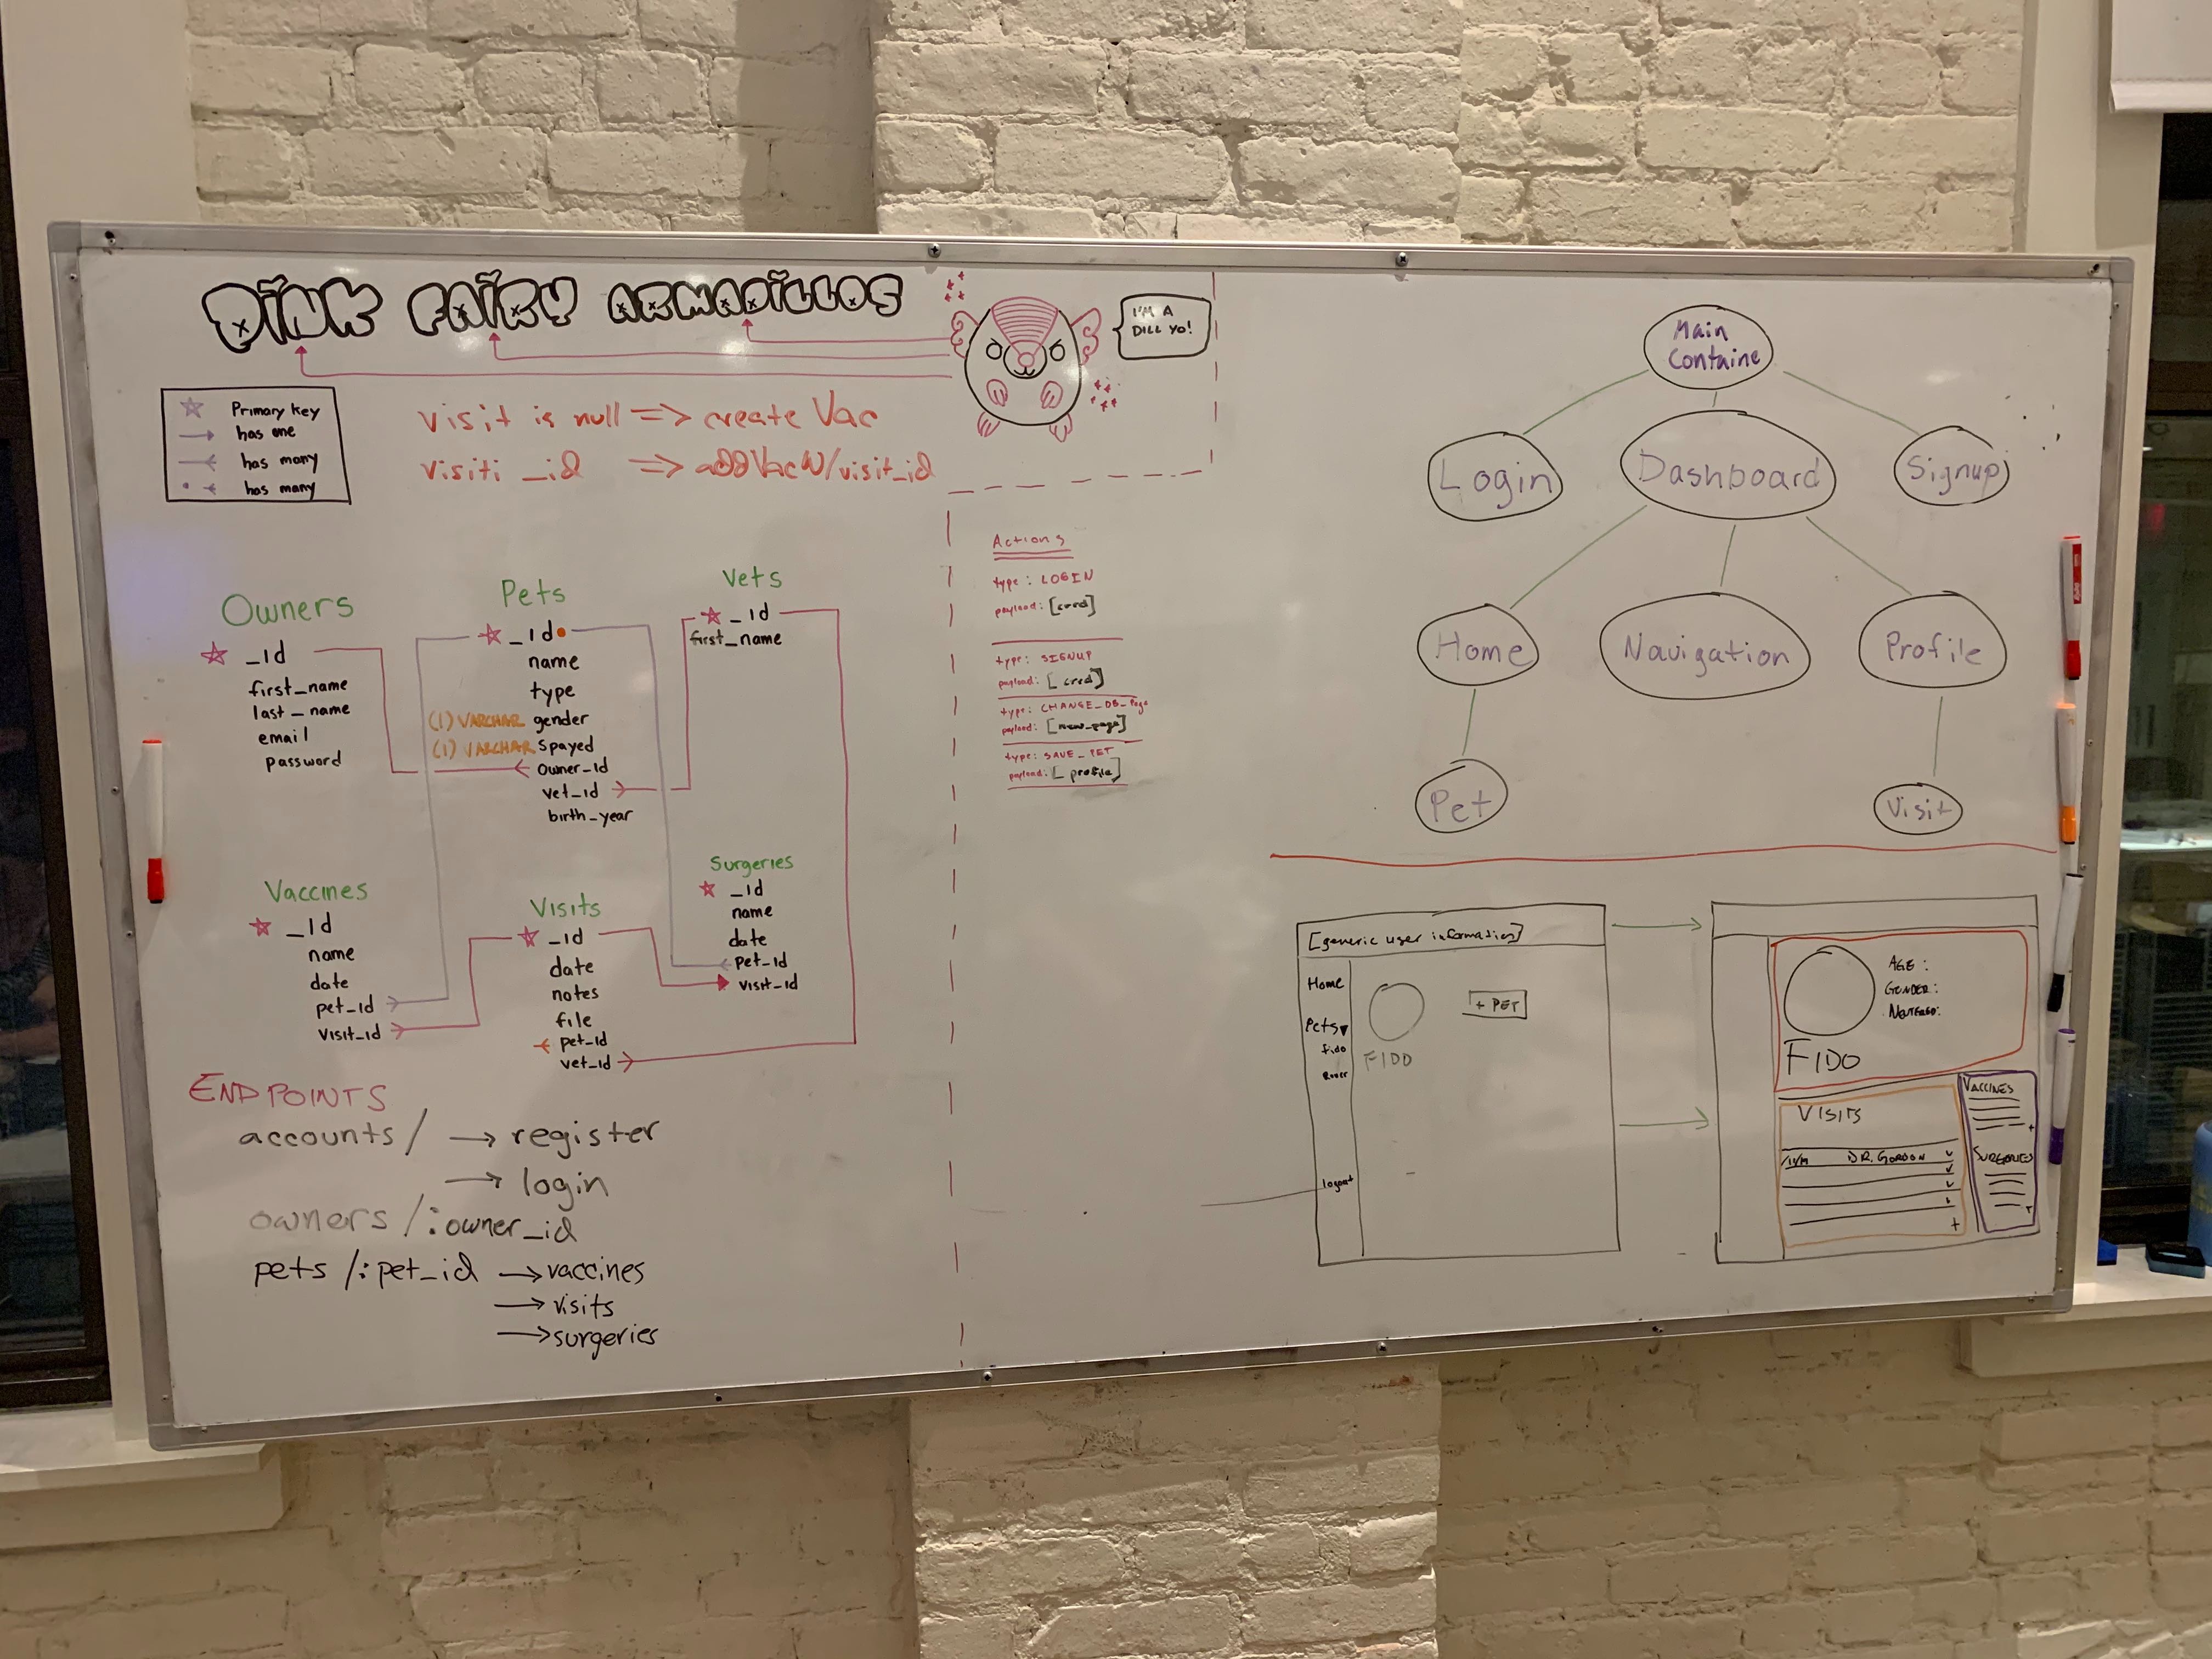 PINK FAIRY ARMADILLOS
I'M A
DILL YO!
Primary key
has one
has many
has many
visit is null => create Vac
visiti _id => addVacW/visit_id
Owners
_id
first_name
last_name
email
password
Pets
_id
name
type
(1) VARCHAR gender
(1) VARCHAR spayed
owner_id
vet_id
birth_year
Vets
_id
first_name
Vaccines
_id
name
date
pet_id
visit_id
Visits
_id
date
notes
file
pet_id
vet_id
Surgeries
_id
name
date
pet_id
visit_id
ENDPOINTS
accounts/ → register
→ login
owners/:owner_id
pets/:pet_id → vaccines
→ visits
→ surgeries
Actions
type: LOGIN
payload: [cred]
type: SIGNUP
payload: [cred]
type: CHANGE_DB_Page
payload: [new_page]
type: SAVE_PET
payload: [profile]
Main
Containe
Login
Dashboard
Signup
Home
Navigation
Profile
Pet
Visit
[generic user information]
Home
Pets▼
fido
logout
FIDO
+ PET
AGE:
GENDER:
NEUTERED:
FIDO
VISITS
DR. GORDON
+
VACCINES
+
SURGERIES
+